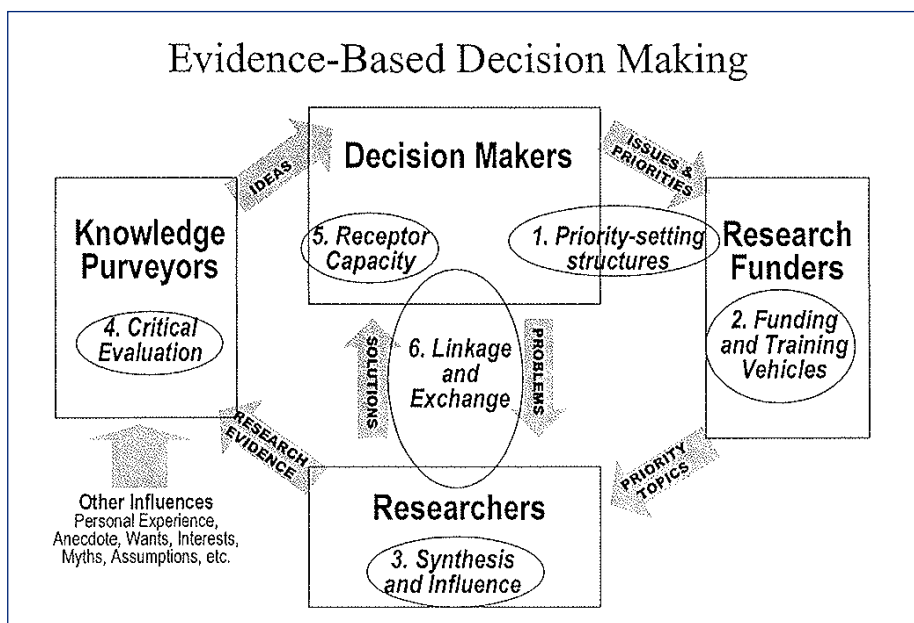 Evidence-Based Decision Making
Decision Makers
IDEAS
ISSUES &
PRIORITIES
5. Receptor
Capacity
1. Priority-setting
structures
Knowledge
Purveyors
4. Critical
Evaluation
Research
Funders
2. Funding
and Training
Vehicles
SOLUTIONS
6. Linkage
and
Exchange
PROBLEMS
RESEARCH
EVIDENCE
PRIORITY
TOPICS
Other Influences
Personal Experience,
Anecdote, Wants, Interests,
Myths, Assumptions, etc.
Researchers
3. Synthesis
and Influence